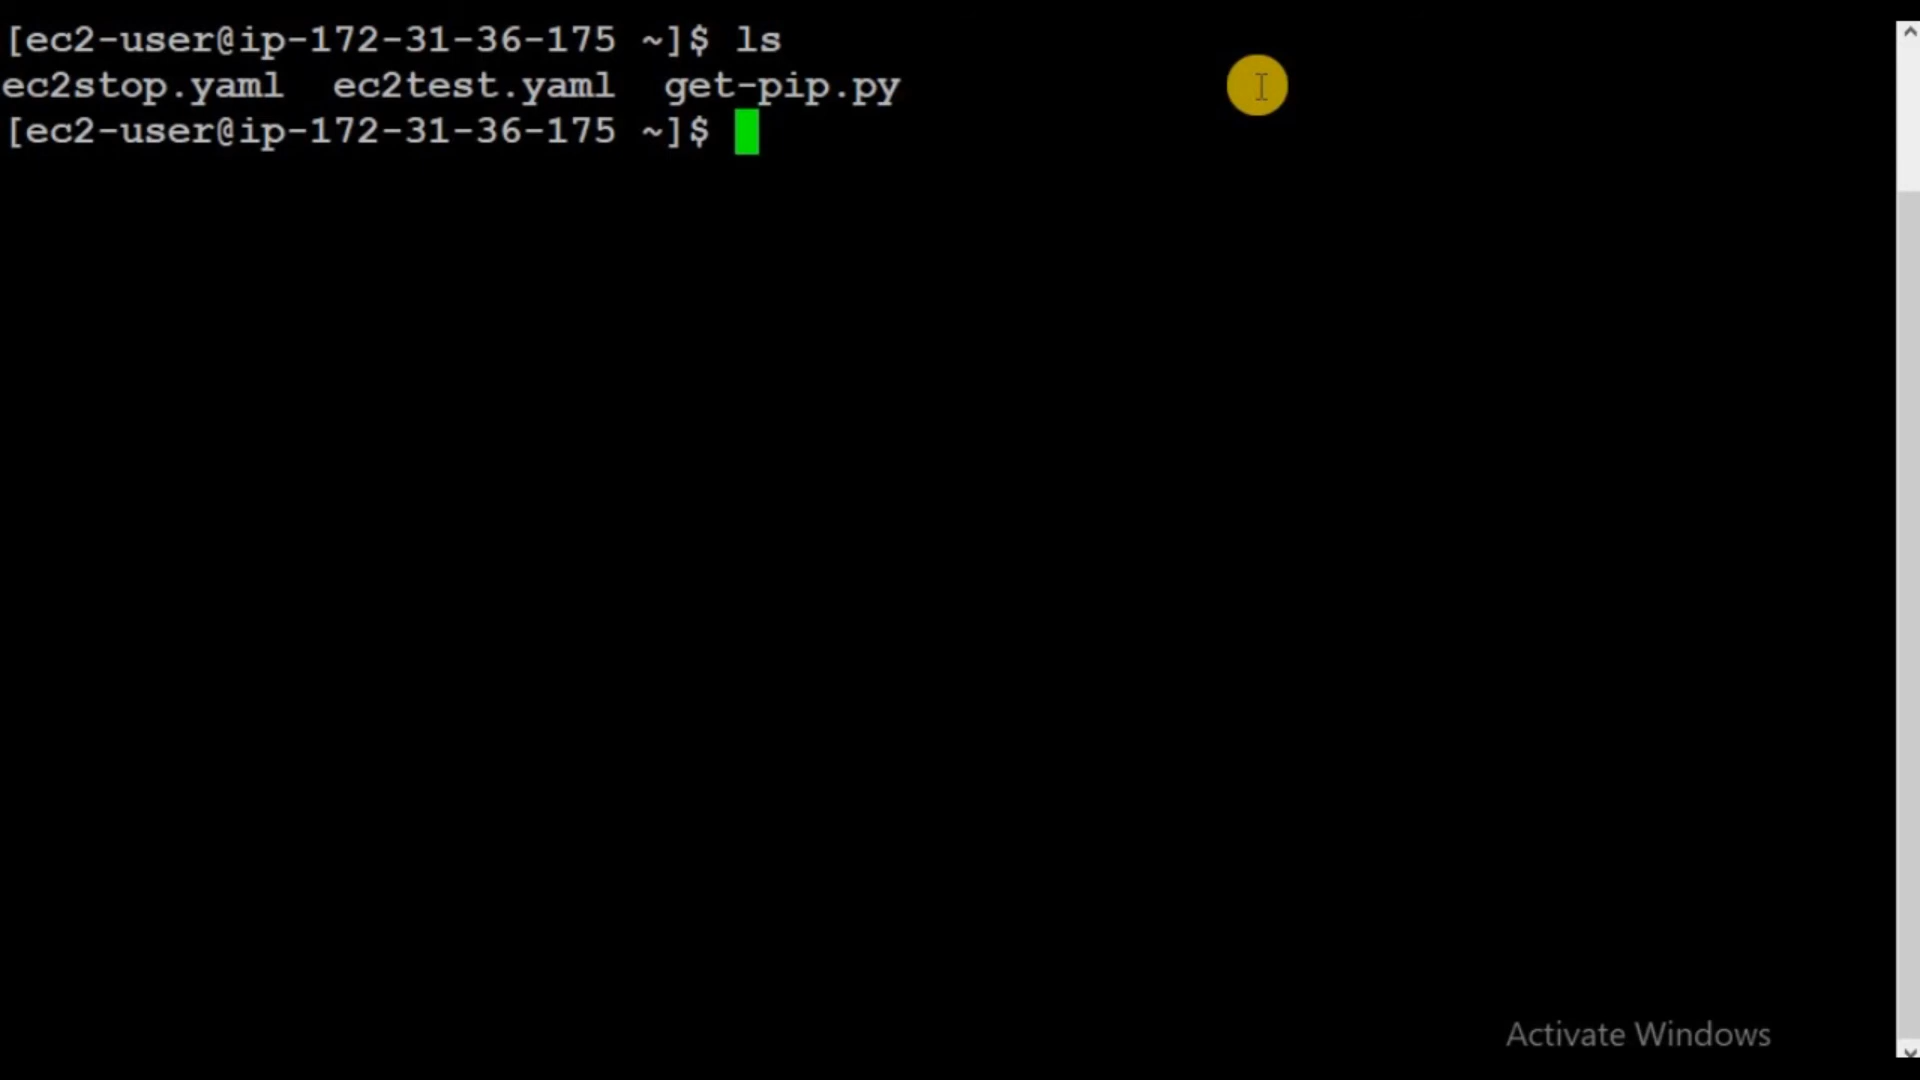 [ec2-user@ip-172-31-36-175 ~]$ ls
ec2stop.yaml  ec2test.yaml  get-pip.py
[ec2-user@ip-172-31-36-175 ~]$
Activate Windows